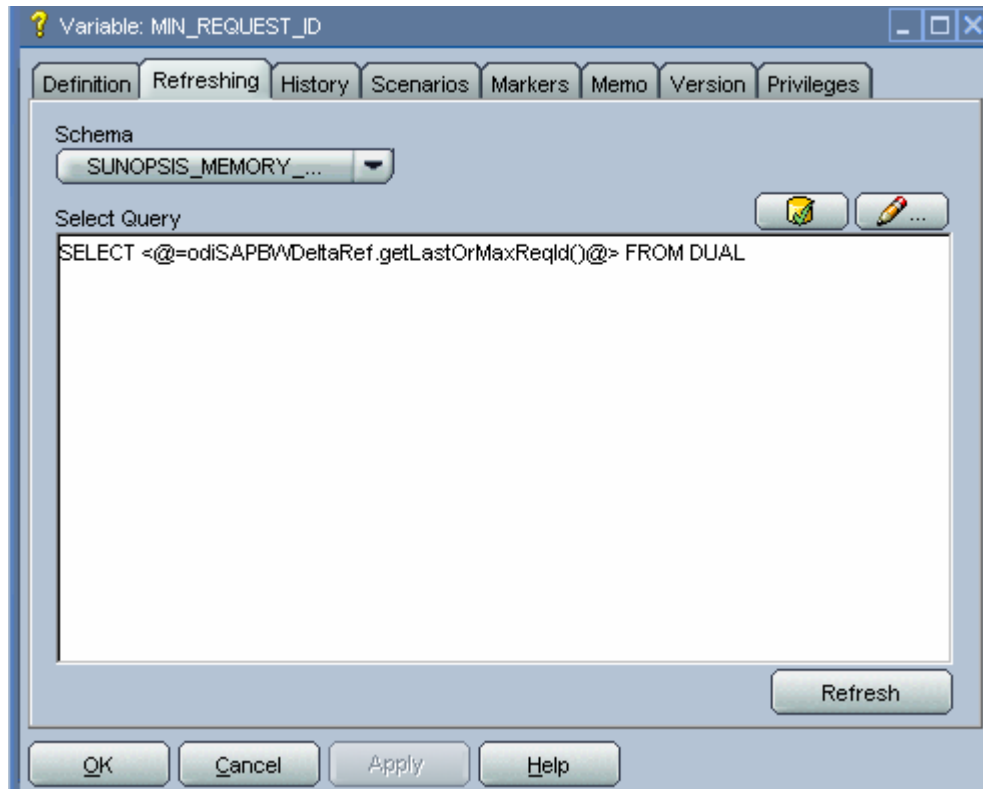 Variable: MIN_REQUEST_ID
Definition Refreshing History Scenarios Markers Memo Version Privileges
Schema
SUNOPSIS_MEMORY_...
Select Query
...
SELECT <@=odiSAPBWDeltaRef.getLastOrMaxReqId()@> FROM DUAL
Refresh
OK Cancel Apply Help